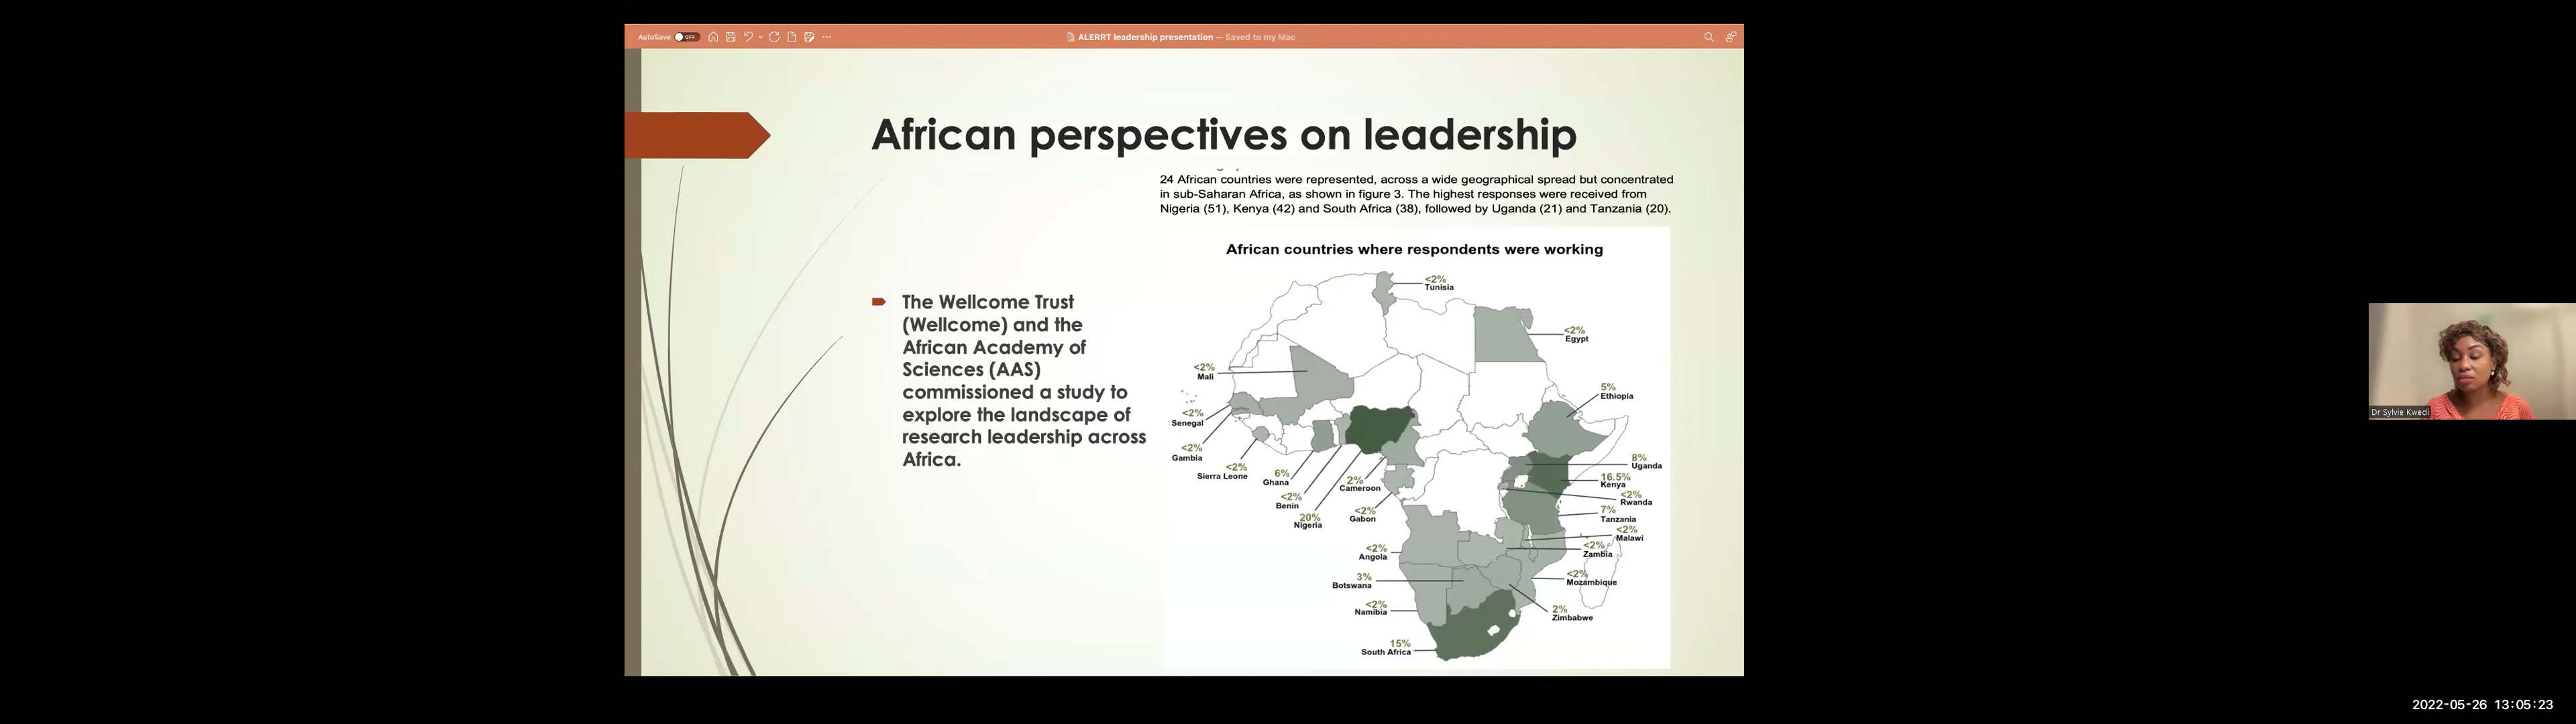 AutoSave OFF
ALERRT leadership presentation — Saved to my Mac
African perspectives on leadership
24 African countries were represented, across a wide geographical spread but concentrated
in sub-Saharan Africa, as shown in figure 3. The highest responses were received from
Nigeria (51), Kenya (42) and South Africa (38), followed by Uganda (21) and Tanzania (20).
The Wellcome Trust
(Wellcome) and the
African Academy of
Sciences (AAS)
commissioned a study to
explore the landscape of
research leadership across
Africa.
African countries where respondents were working
<2%
Tunisia
<2%
Egypt
<2%
Mali
5%
Ethiopia
<2%
Senegal
<2%
Gambia
<2%
Sierra Leone
6%
Ghana
<2%
Benin
20%
Nigeria
2%
Cameroon
<2%
Gabon
8%
Uganda
16.5%
Kenya
<2%
Rwanda
7%
Tanzania
<2%
Malawi
<2%
Zambia
<2%
Angola
3%
Botswana
<2%
Mozambique
<2%
Namibia
2%
Zimbabwe
15%
South Africa
Dr Sylvie Kwedi
2022-05-26 13:05:23